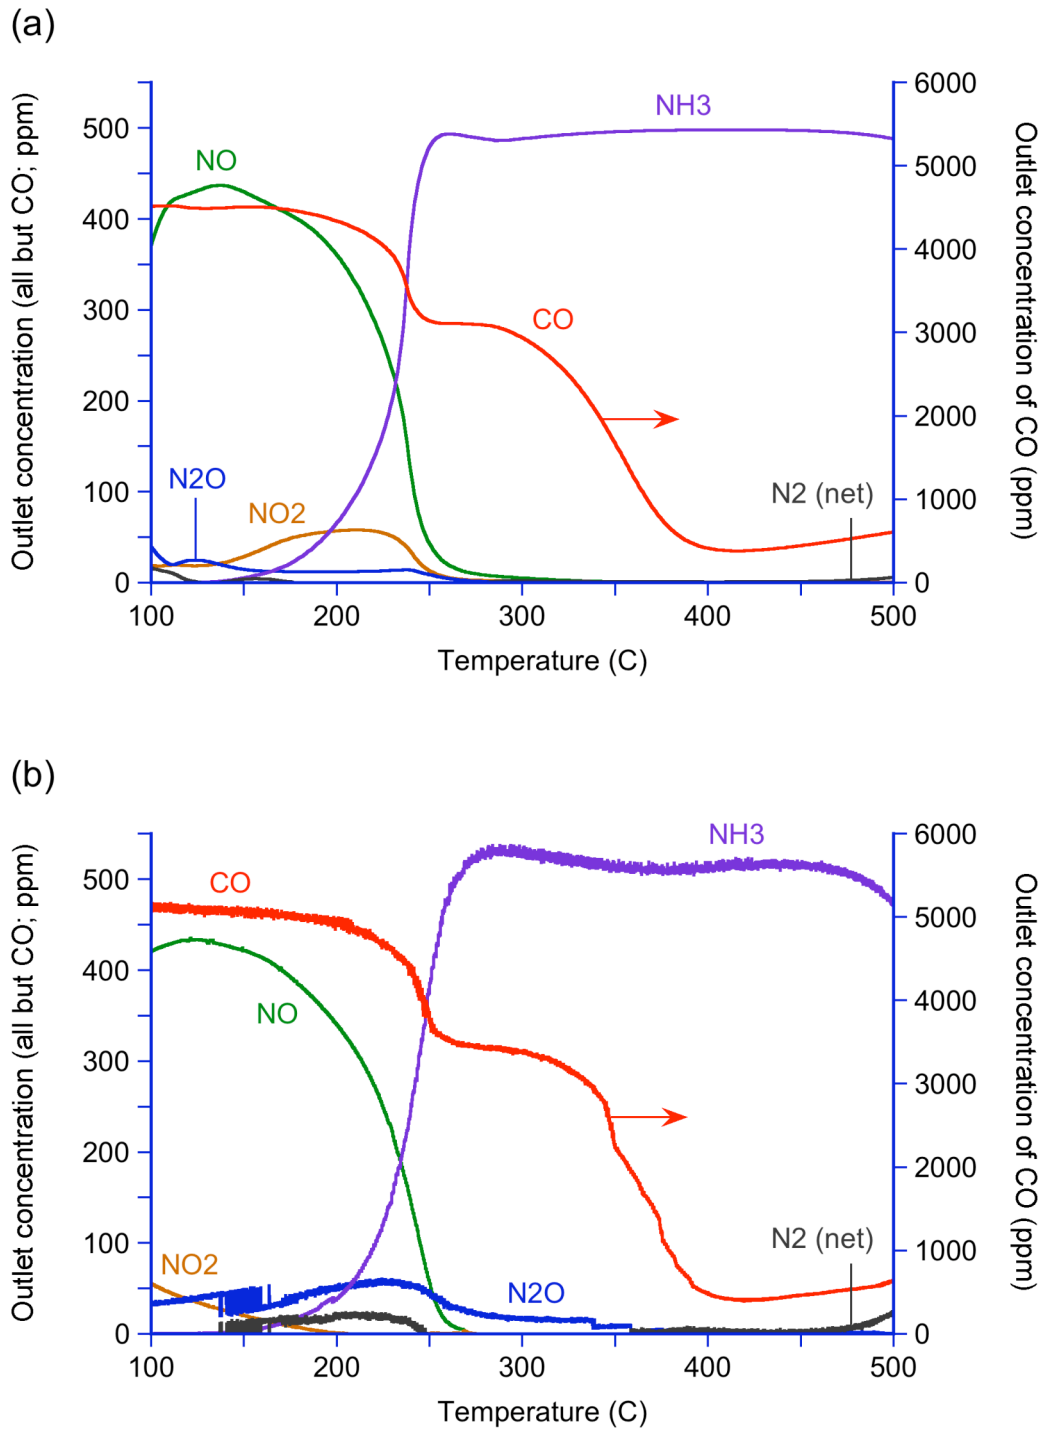 (a)
Outlet concentration (all but CO; ppm)
Outlet concentration of CO (ppm)
500
400
300
200
100
0
6000
5000
4000
3000
2000
1000
0
NH3
NO
CO
N2O
NO2
N2 (net)
100
200
300
400
500
Temperature (C)
(b)
Outlet concentration (all but CO; ppm)
Outlet concentration of CO (ppm)
500
400
300
200
100
0
6000
5000
4000
3000
2000
1000
0
NH3
CO
NO
NO2
N2O
N2 (net)
100
200
300
400
500
Temperature (C)